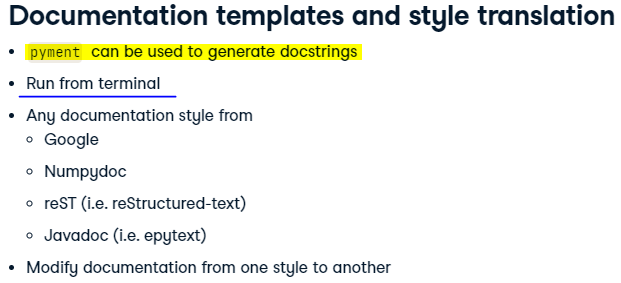 Documentation templates and style translation
• pyment can be used to generate docstrings
• Run from terminal
• Any documentation style from
◦ Google
◦ Numpydoc
◦ reST (i.e. reStructured-text)
◦ Javadoc (i.e. epytext)
• Modify documentation from one style to another